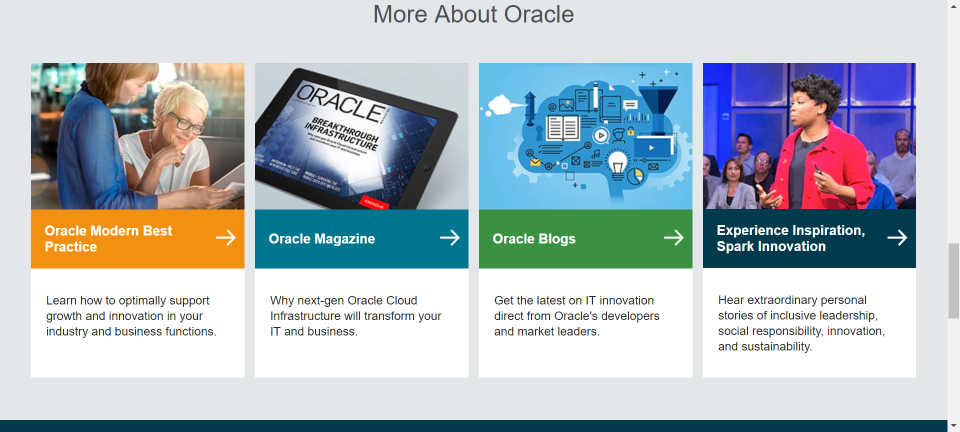 More About Oracle
ORACLE
BREAKTHROUGH
INFRASTRUCTURE
Oracle Modern Best
Practice
Oracle Magazine
Oracle Blogs
Experience Inspiration,
Spark Innovation
Learn how to optimally support
growth and innovation in your
industry and business functions.
Why next-gen Oracle Cloud
Infrastructure will transform your
IT and business.
Get the latest on IT innovation
direct from Oracle's developers
and market leaders.
Hear extraordinary personal
stories of inclusive leadership,
social responsibility, innovation,
and sustainability.